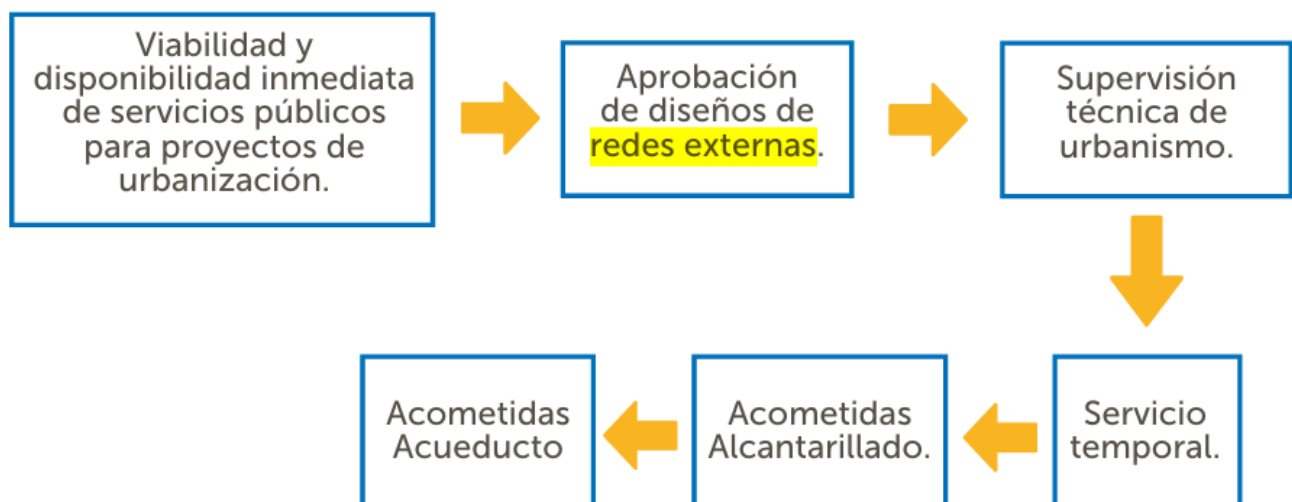 Viabilidad y
disponibilidad inmediata
de servicios públicos
para proyectos de
urbanización.
Aprobación
de diseños de
redes externas.
Supervisión
técnica de
urbanismo.
Servicio
temporal.
Acometidas
Alcantarillado.
Acometidas
Acueducto